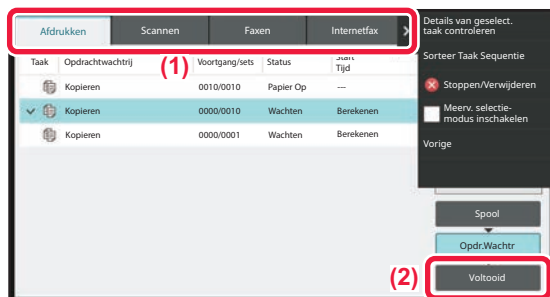 Afdrukken Scannen Faxen Internetfax
(1)
Taak Opdrachtwachtrij Voortgang/sets Status Start
Tijd
Kopieren 0010/0010 Papier Op ---
Kopieren 0000/0010 Wachten Berekenen
Kopieren 0000/0001 Wachten Berekenen
Details van geselect.
taak controleren
Sorteer Taak Sequentie
Stoppen/Verwijderen
Meerv. selectie-
modus inschakelen
Vorige
Spool
Opdr.Wachtr
(2) Voltooid